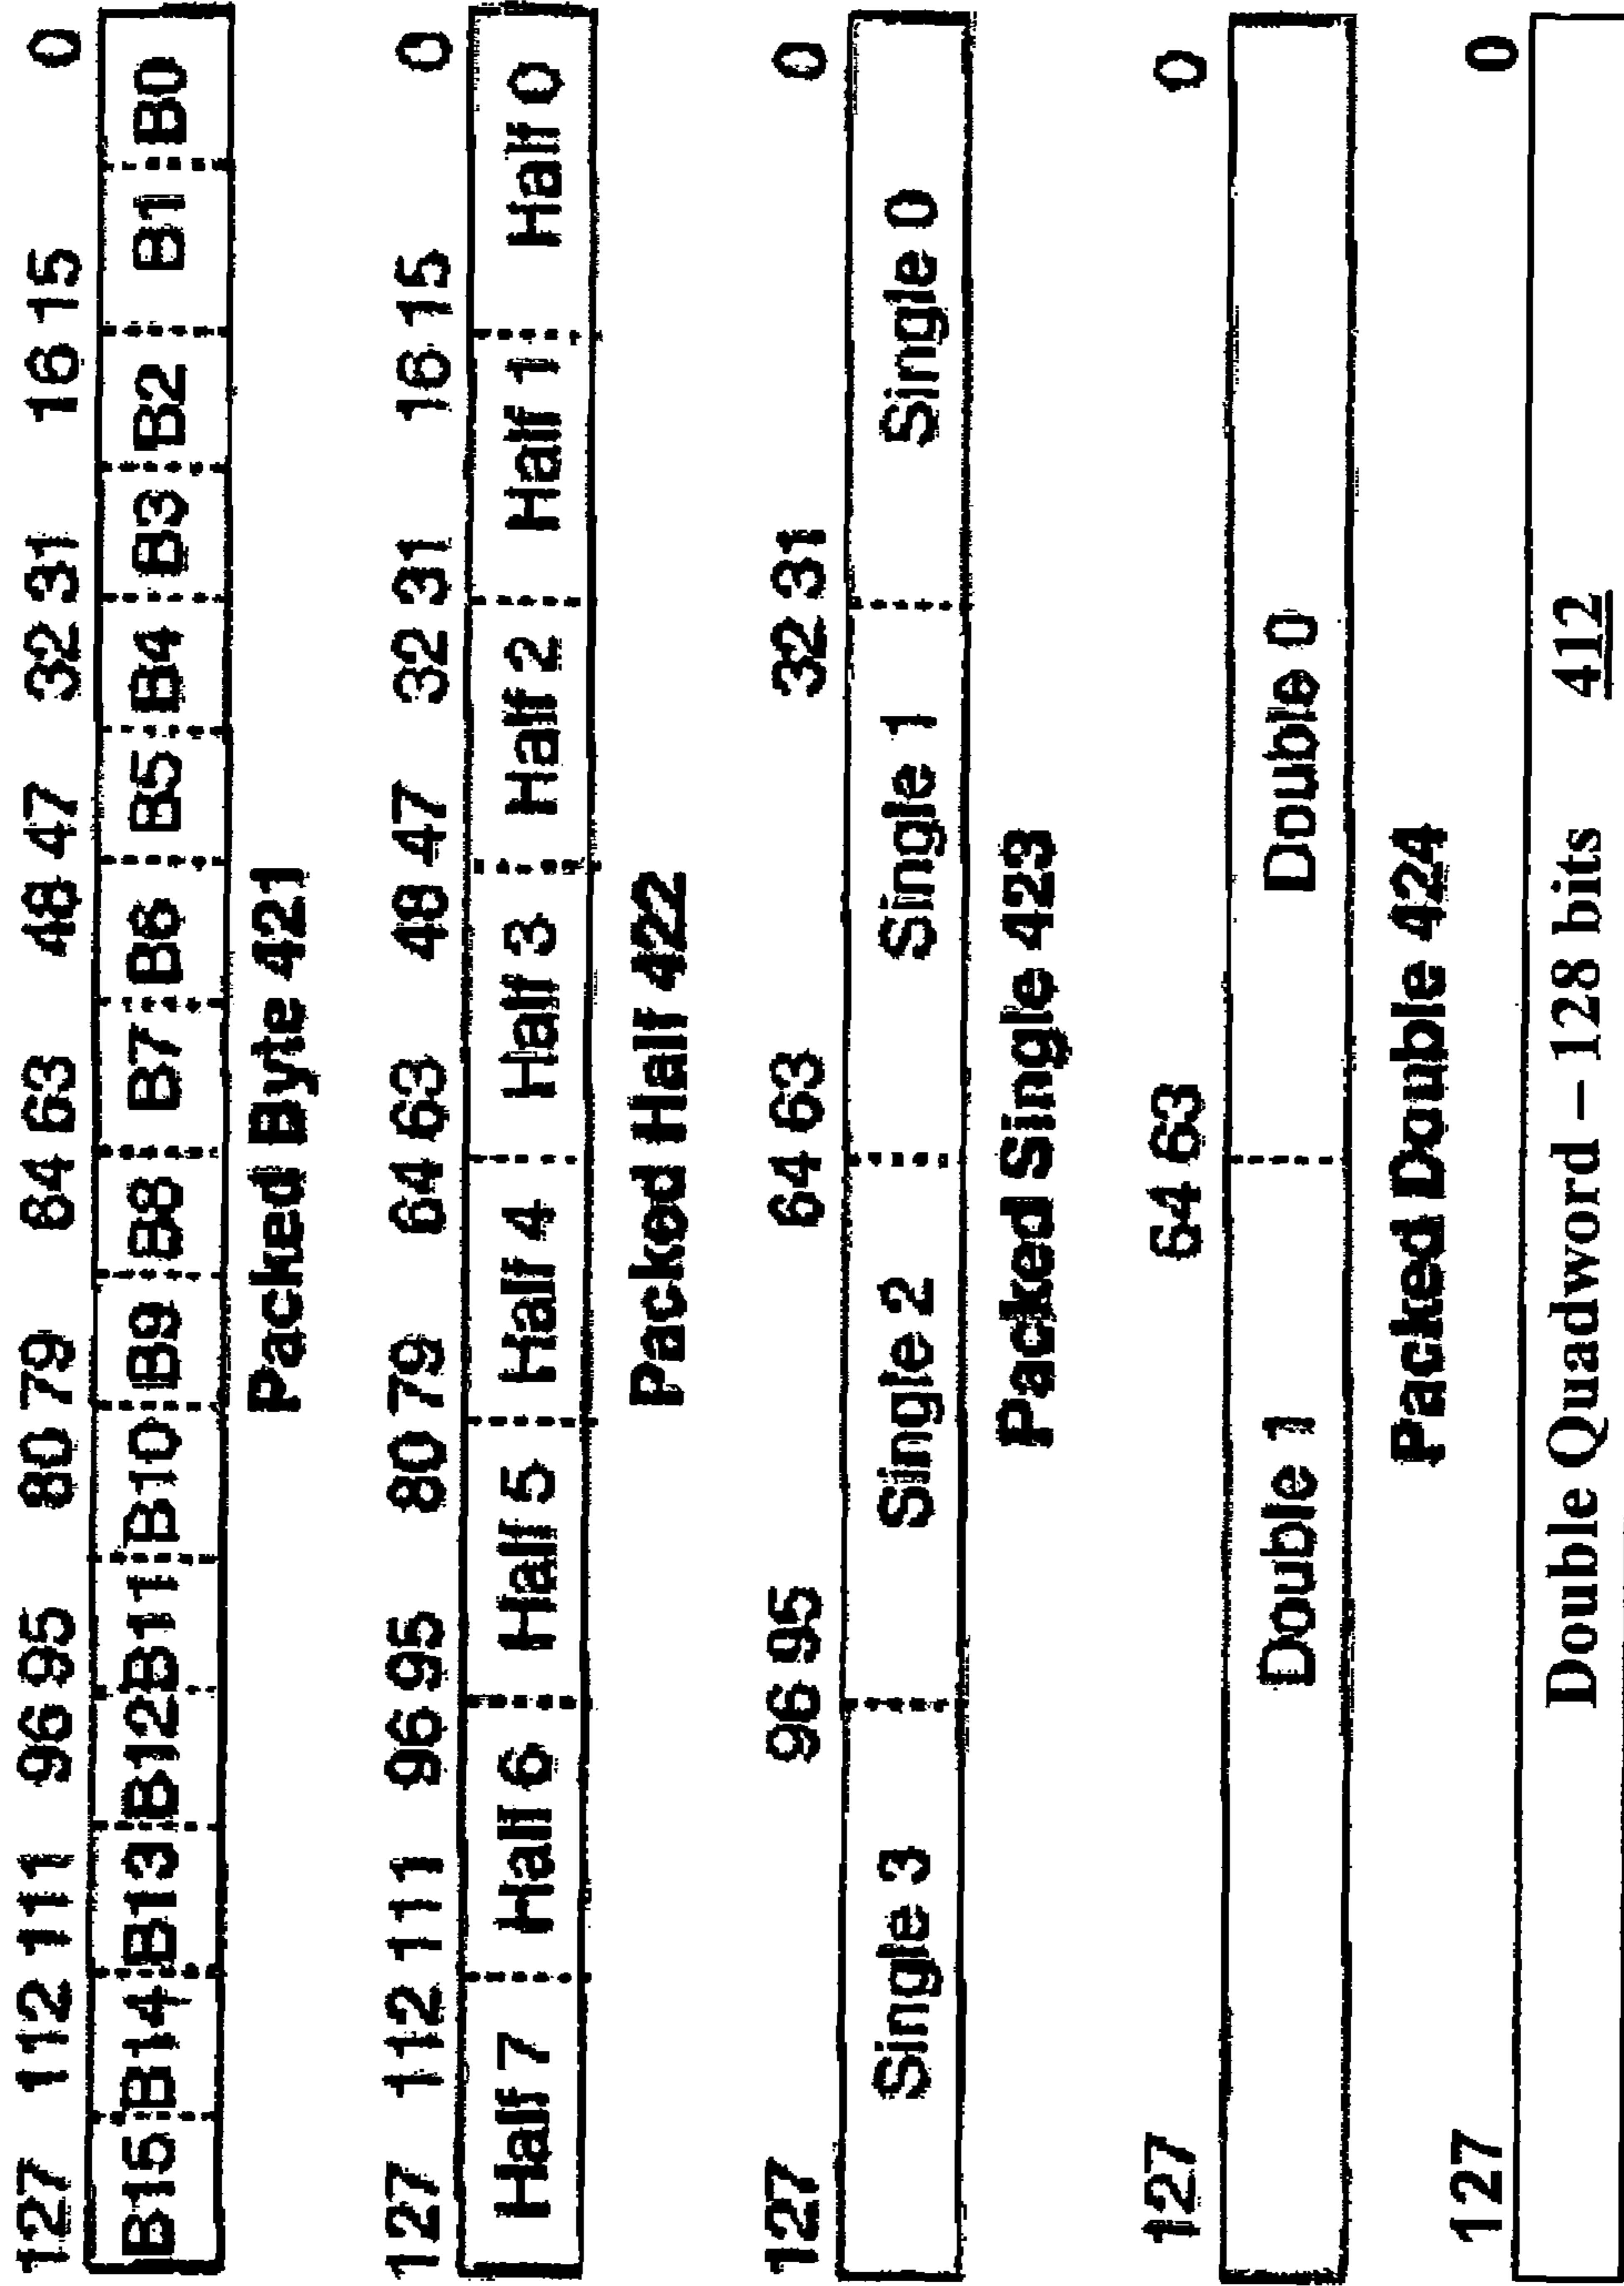 127 112 111 96 95 80 79 64 63 48 47 32 31 16 15 0
B15 B14 B13 B12 B11 B10 B9 B8 B7 B6 B5 B4 B3 B2 B1 B0
Packed Byte 421
127 112 111 96 95 80 79 64 63 48 47 32 31 16 15 0
Half 7 Half 6 Half 5 Half 4 Half 3 Half 2 Half 1 Half 0
Packed Half 422
127 96 95 64 63 32 31 0
Single 3 Single 2 Single 1 Single 0
Packed Single 423
127 64 63 0
Double 1 Double 0
Packed Double 424
127 0
Double Quadword – 128 bits 412